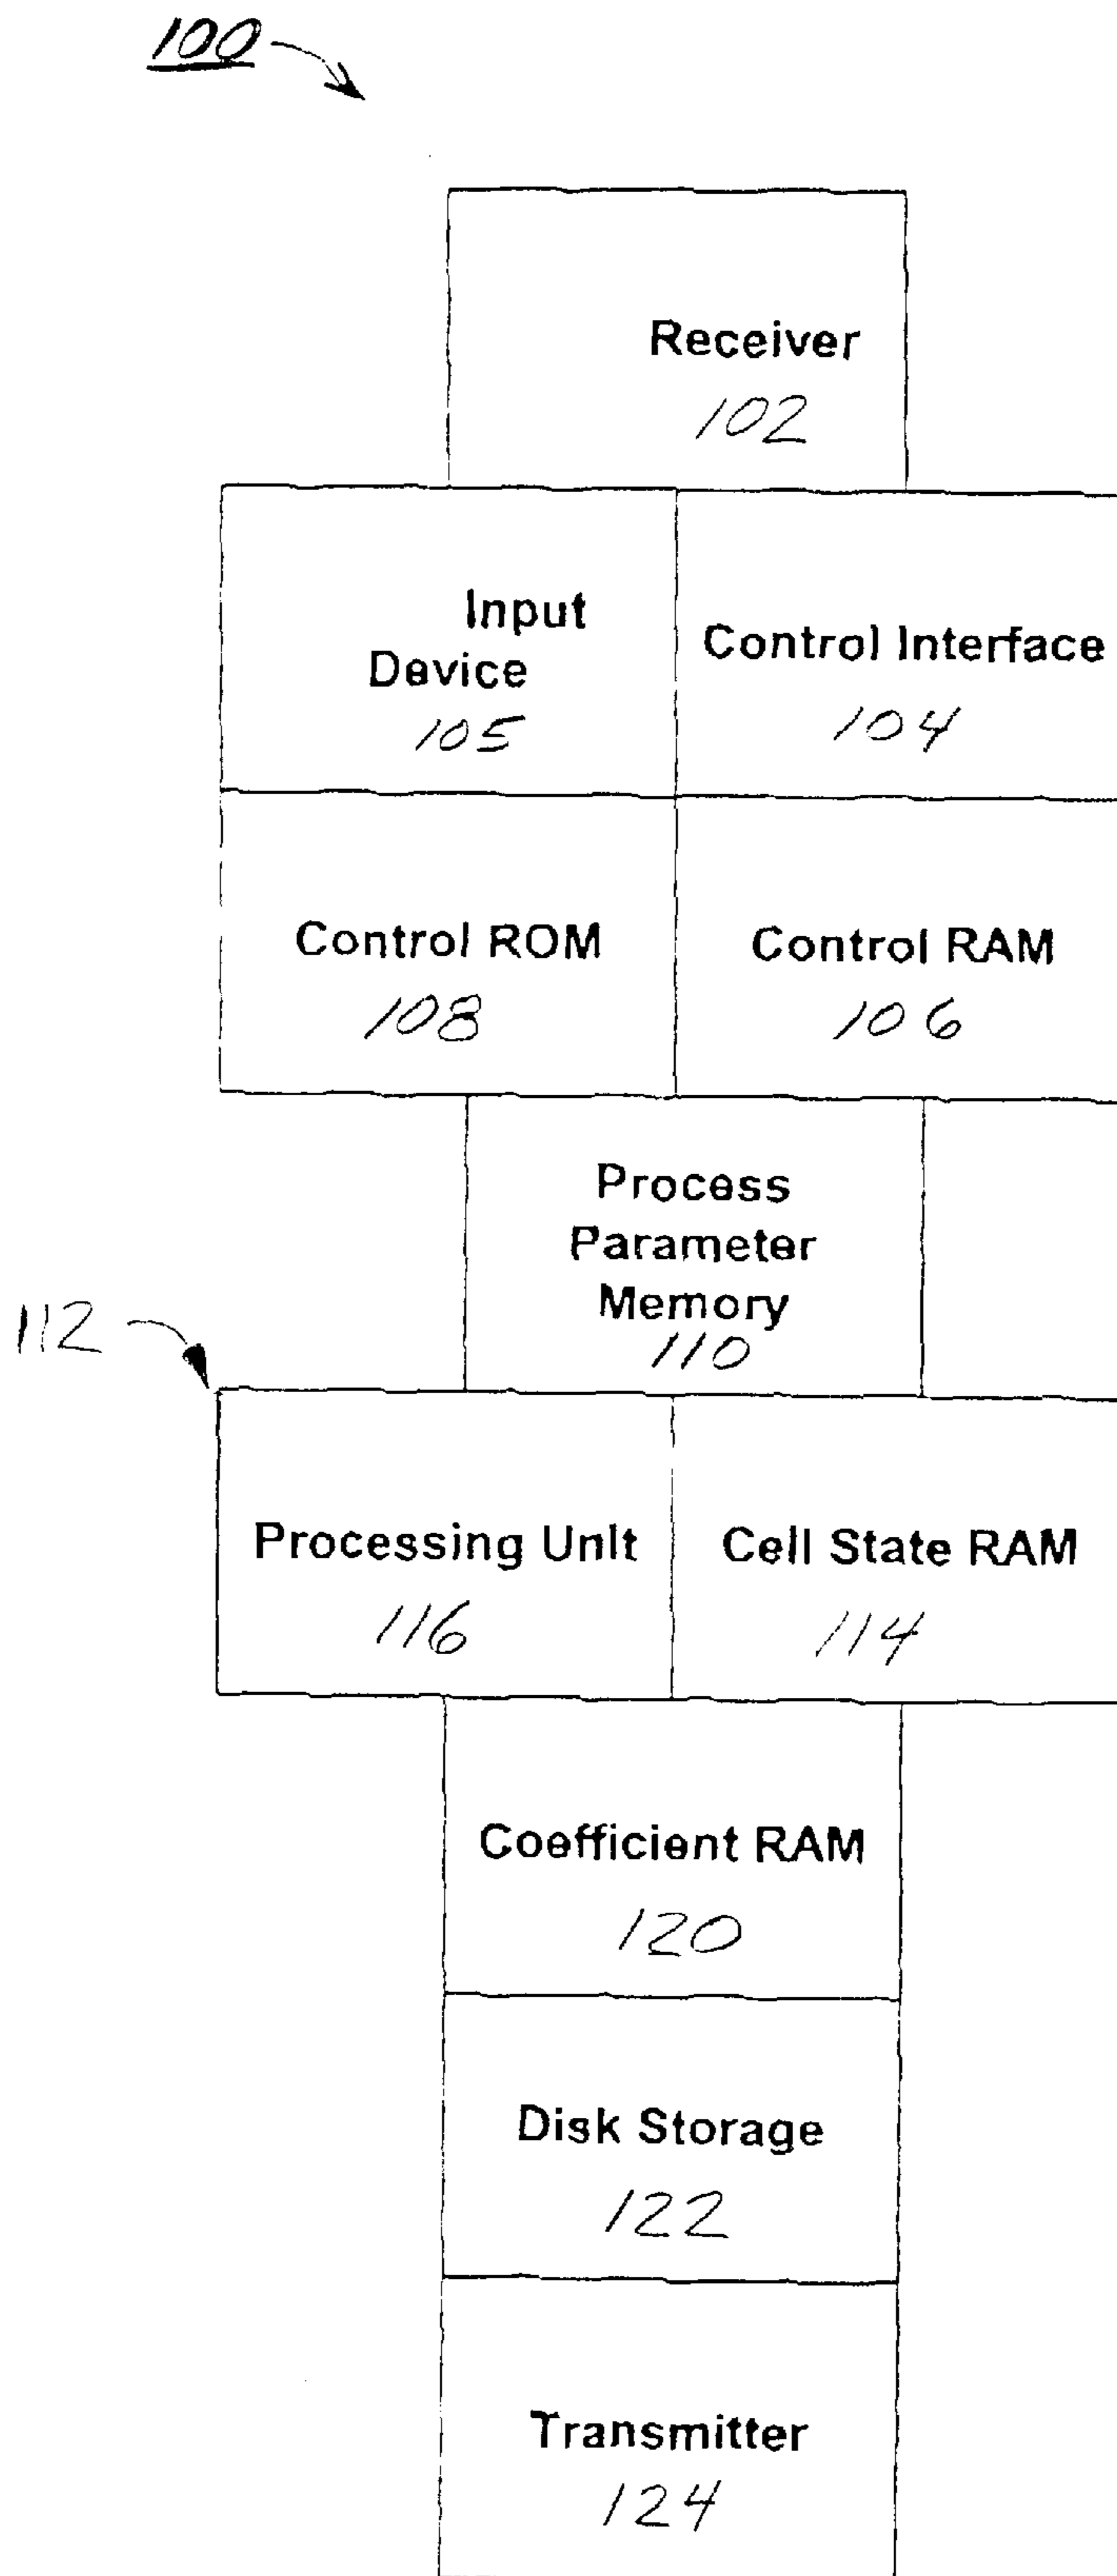 100
Receiver
102
Input
Device
105
Control Interface
104
Control ROM
108
Control RAM
106
Process
Parameter
Memory
110
112
Processing Unit
116
Cell State RAM
114
Coefficient RAM
120
Disk Storage
122
Transmitter
124